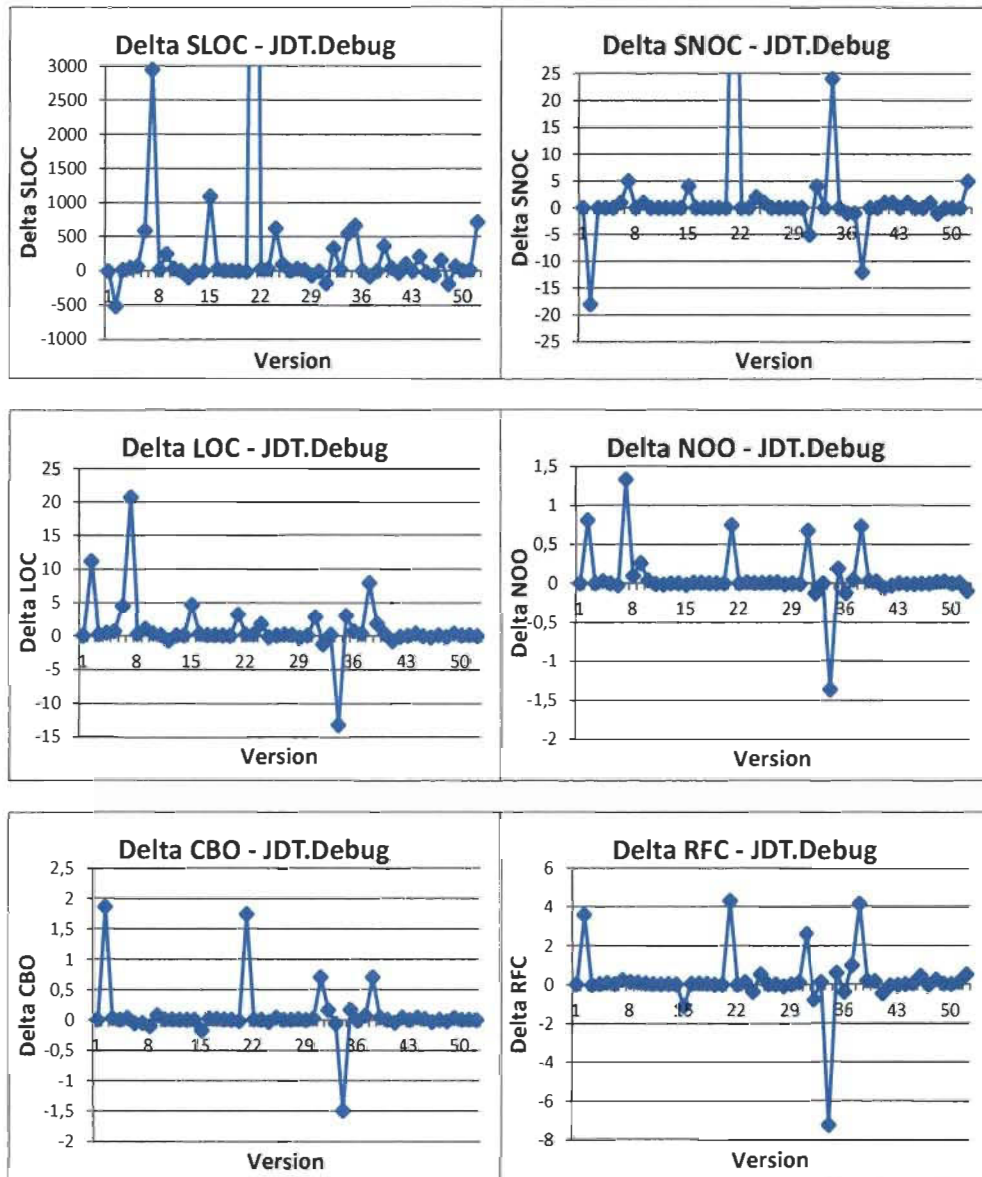 Delta SLOC - JDT.Debug
3000
2500
2000
1500
1000
500
0
-500
-1000
Delta SLOC
1 8 15 22 29 36 43 50
Version
Delta SNOC - JDT.Debug
25
20
15
10
5
0
-5
-10
-15
-20
-25
Delta SNOC
1 8 15 22 29 36 43 50
Version
Delta LOC - JDT.Debug
25
20
15
10
5
0
-5
-10
-15
Delta LOC
1 8 15 22 29 36 43 50
Version
Delta NOO - JDT.Debug
1,5
1
0,5
0
-0,5
-1
-1,5
-2
Delta NOO
1 8 15 22 29 36 43 50
Version
Delta CBO - JDT.Debug
2,5
2
1,5
1
0,5
0
-0,5
-1
-1,5
-2
Delta CBO
1 8 15 22 29 36 43 50
Version
Delta RFC - JDT.Debug
6
4
2
0
-2
-4
-6
-8
Delta RFC
1 8 15 22 29 36 43 50
Version